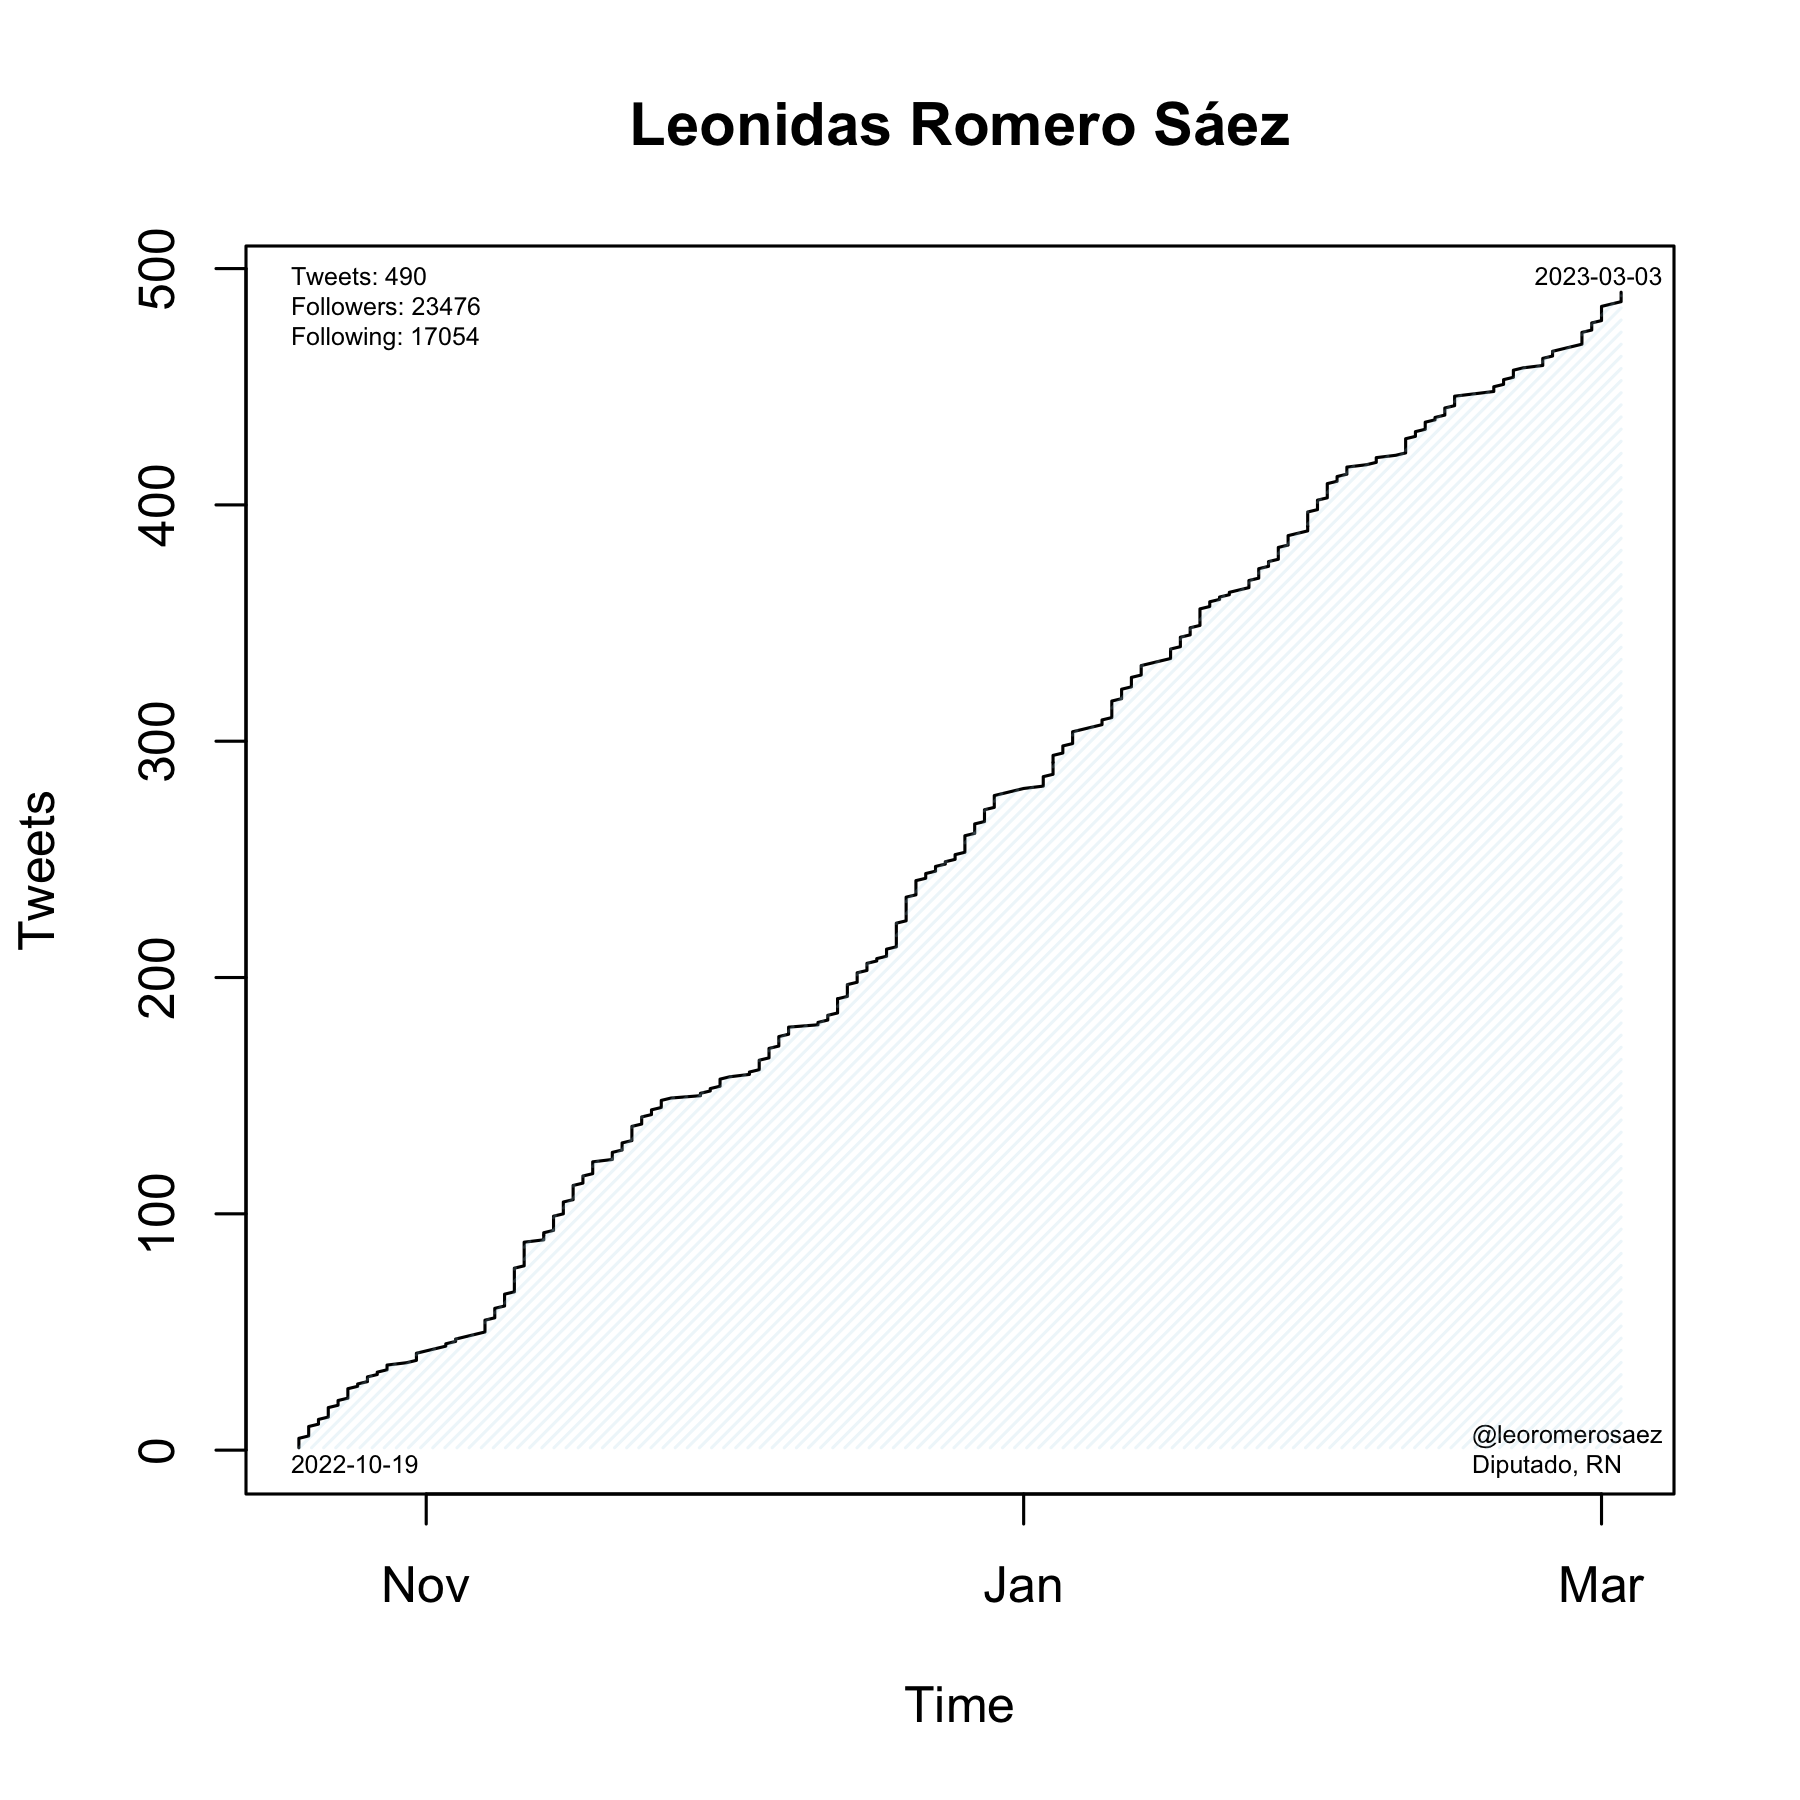 Leonidas Romero Sáez
Tweets: 490
Followers: 23476
Following: 17054
2023-03-03
500
400
300
200
100
0
Tweets
@leoromerosaez
Diputado, RN
2022-10-19
Nov
Jan
Mar
Time